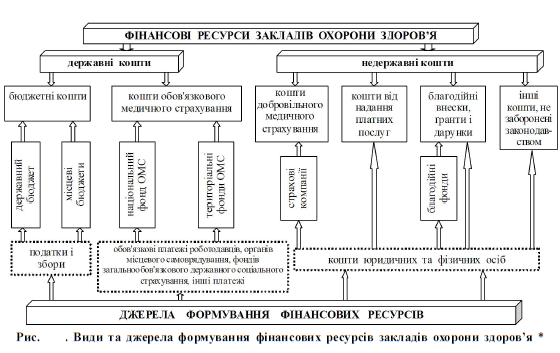 ФІНАНСОВІ РЕСУРСИ ЗАКЛАДІВ ОХОРОНИ ЗДОРОВ'Я
державні кошти
недержавні кошти
бюджетні кошти
кошти обов'язкового
медичного страхування
кошти
добровільного
медичного
страхування
кошти від
надання
платних
послуг
благодійні
внески,
ґранти і
дарунки
інші
кошти, не
заборонені
законодав-
ством
державний
бюджет
місцеві
бюджети
національний
фонд ОМС
територіальні
фонди ОМС
страхові
компанії
благодійні
фонди
податки і
збори
обов'язкові платежі роботодавців, органів
місцевого самоврядування, фондів
загальнообов'язкового державного соціального
страхування, інші платежі
кошти юридичних та фізичних осіб
ДЖЕРЕЛА ФОРМУВАННЯ ФІНАНСОВИХ РЕСУРСІВ
Рис. . Види та джерела формування фінансових ресурсів закладів охорони здоров'я *